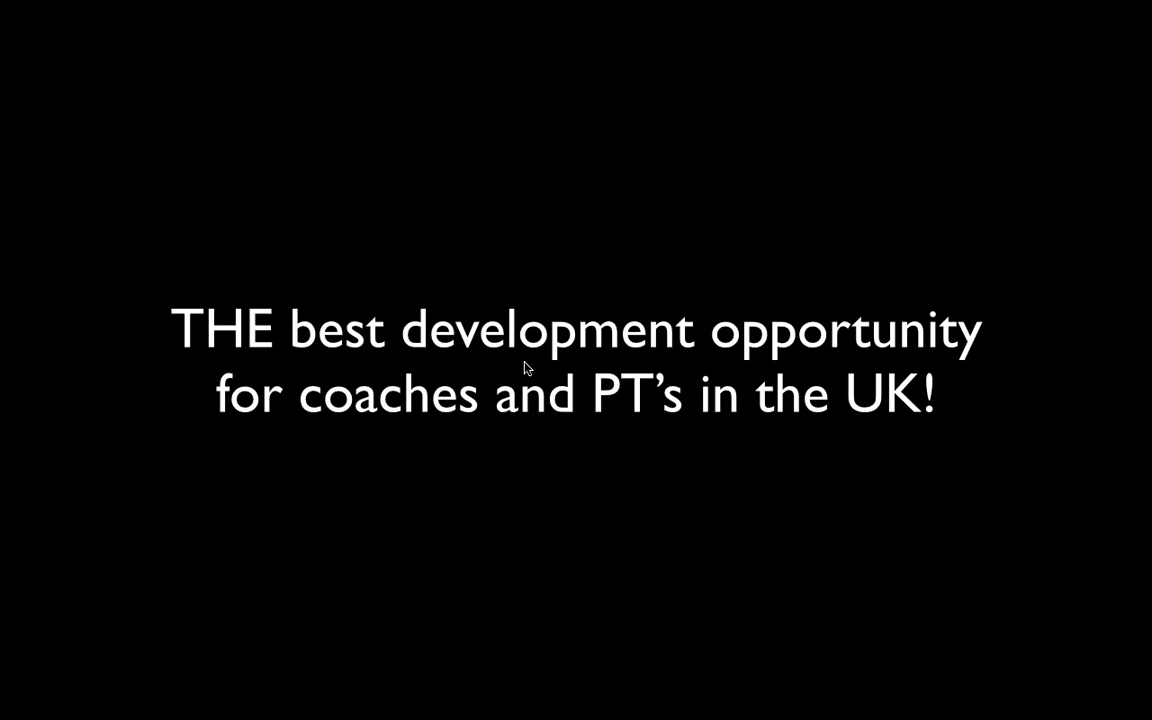 THE best development opportunity
for coaches and PT’s in the UK!